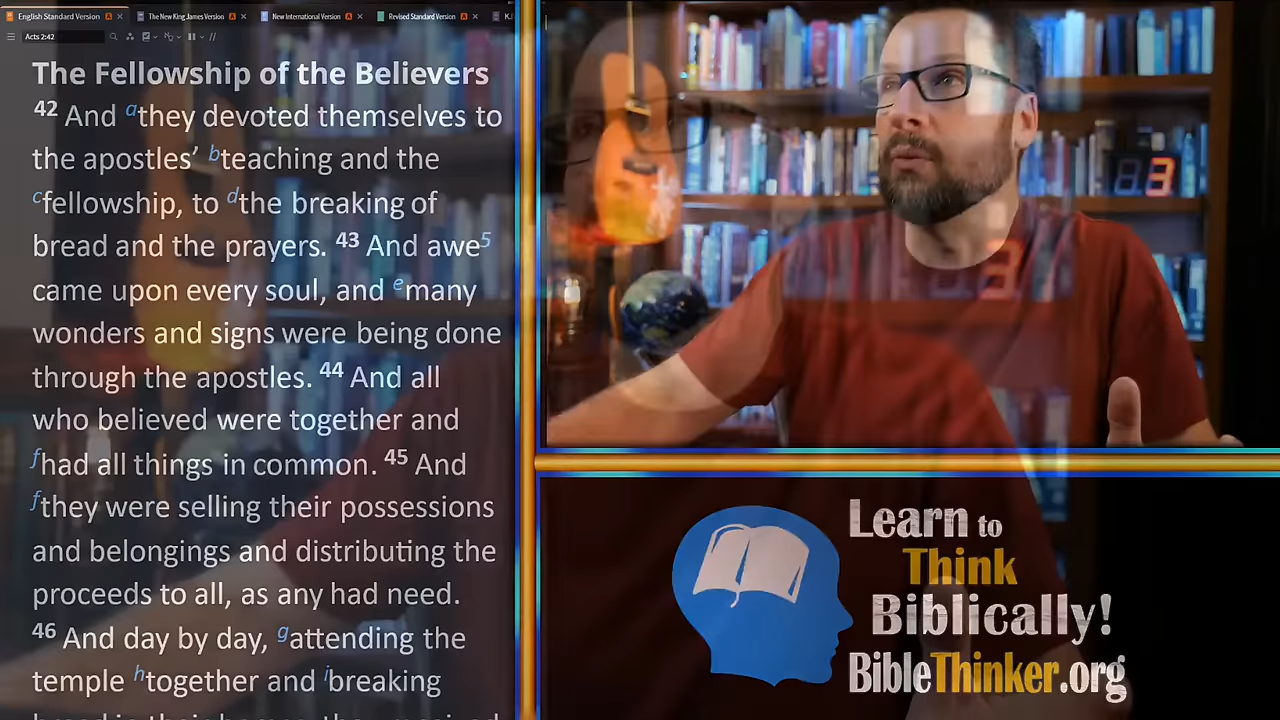 English Standard Version A ×
The New King James Version A ×
New International Version A ×
Revised Standard Version A ×
Acts 2:42
The Fellowship of the Believers
42 And athey devoted themselves to
the apostles’ bteaching and the
cfellowship, to dthe breaking of
bread and the prayers. 43 And awe5
came upon every soul, and emany
wonders and signs were being done
through the apostles. 44 And all
who believed were together and
fhad all things in common. 45 And
fthey were selling their possessions
and belongings and distributing the
proceeds to all, as any had need.
46 And day by day, gattending the
temple htogether and ibreaking
3
Learn to
Think
Biblically!
BibleThinker.org